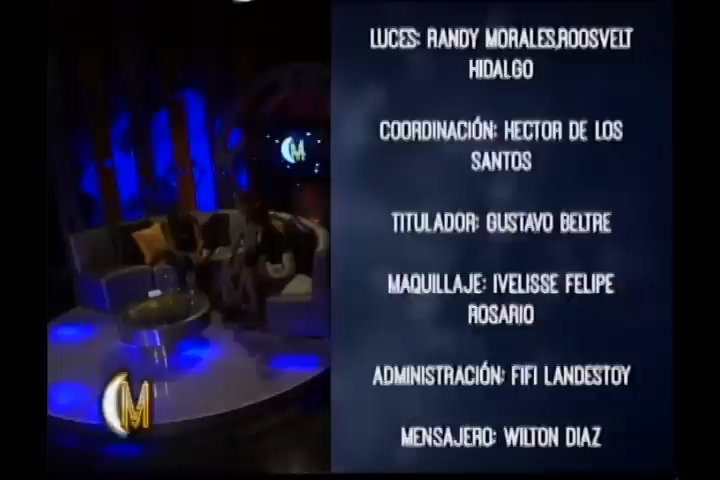 LUCES: RANDY MORALES,ROOSVELT
HIDALGO
COORDINACIÓN: HECTOR DE LOS
SANTOS
TITULADOR: GUSTAVO BELTRE
MAQUILLAJE: IVELISSE FELIPE
ROSARIO
ADMINISTRACIÓN: FIFI LANDESTOY
MENSAJERO: WILTON DIAZ
M
M